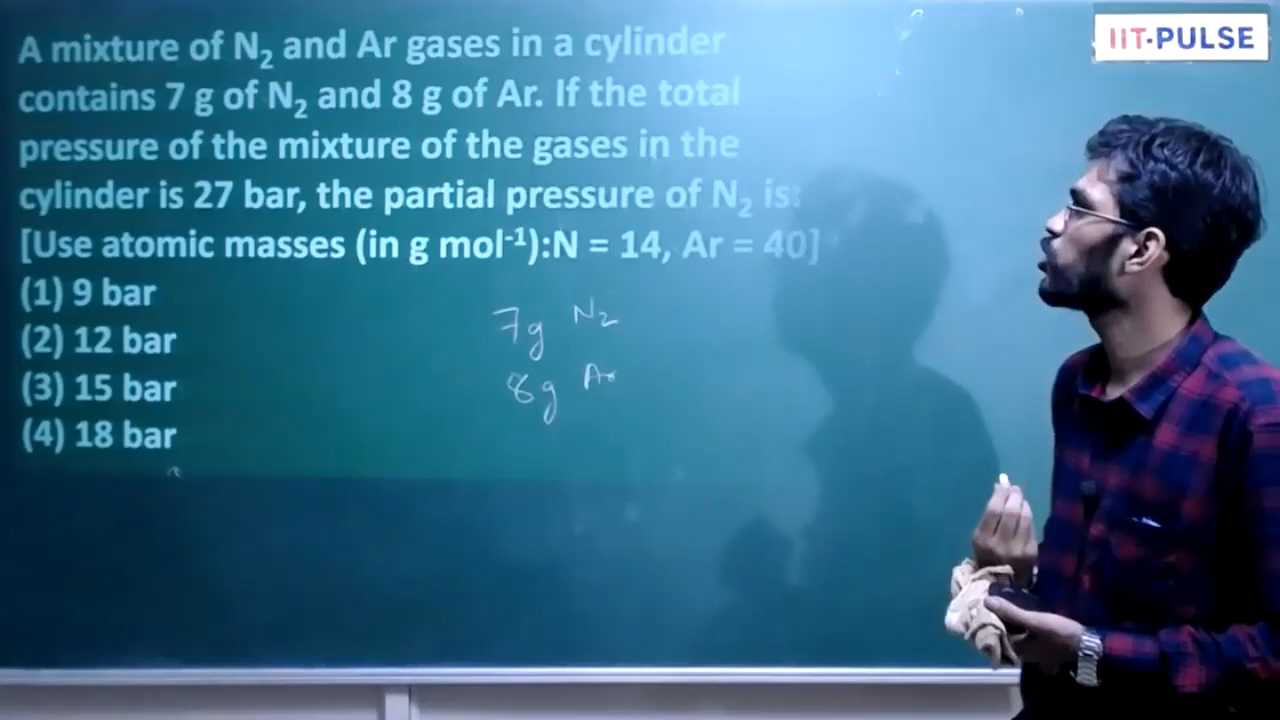 IIT-PULSE
A mixture of N₂ and Ar gases in a cylinder
contains 7 g of N₂ and 8 g of Ar. If the total
pressure of the mixture of the gases in the
cylinder is 27 bar, the partial pressure of N₂ is:
[Use atomic masses (in g mol⁻¹):N = 14, Ar = 40]
(1) 9 bar
(2) 12 bar
(3) 15 bar
(4) 18 bar
7g N₂
8g Ar